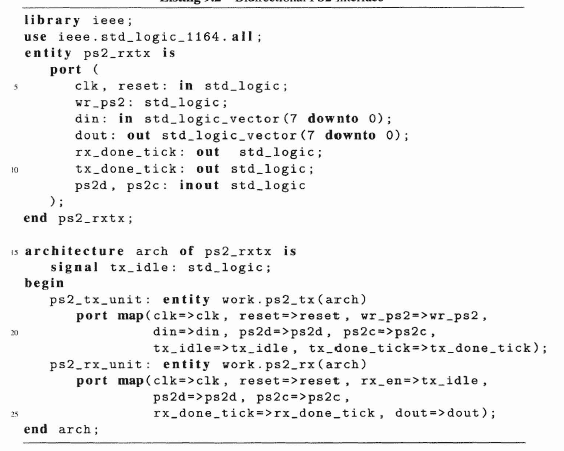 Listing 9.2 Bidirectional PS2 interface
library ieee;
use ieee.std_logic_1164.all;
entity ps2_rxtx is
port (
5 clk, reset: in std_logic;
wr_ps2: std_logic;
din: in std_logic_vector(7 downto 0);
dout: out std_logic_vector(7 downto 0);
rx_done_tick: out std_logic;
10 tx_done_tick: out std_logic;
ps2d, ps2c: inout std_logic
);
end ps2_rxtx;
15 architecture arch of ps2_rxtx is
signal tx_idle: std_logic;
begin
ps2_tx_unit: entity work.ps2_tx(arch)
port map(clk=>clk, reset=>reset, wr_ps2=>wr_ps2,
20 din=>din, ps2d=>ps2d, ps2c=>ps2c,
tx_idle=>tx_idle, tx_done_tick=>tx_done_tick);
ps2_rx_unit: entity work.ps2_rx(arch)
port map(clk=>clk, reset=>reset, rx_en=>tx_idle,
ps2d=>ps2d, ps2c=>ps2c,
25 rx_done_tick=>rx_done_tick, dout=>dout);
end arch;